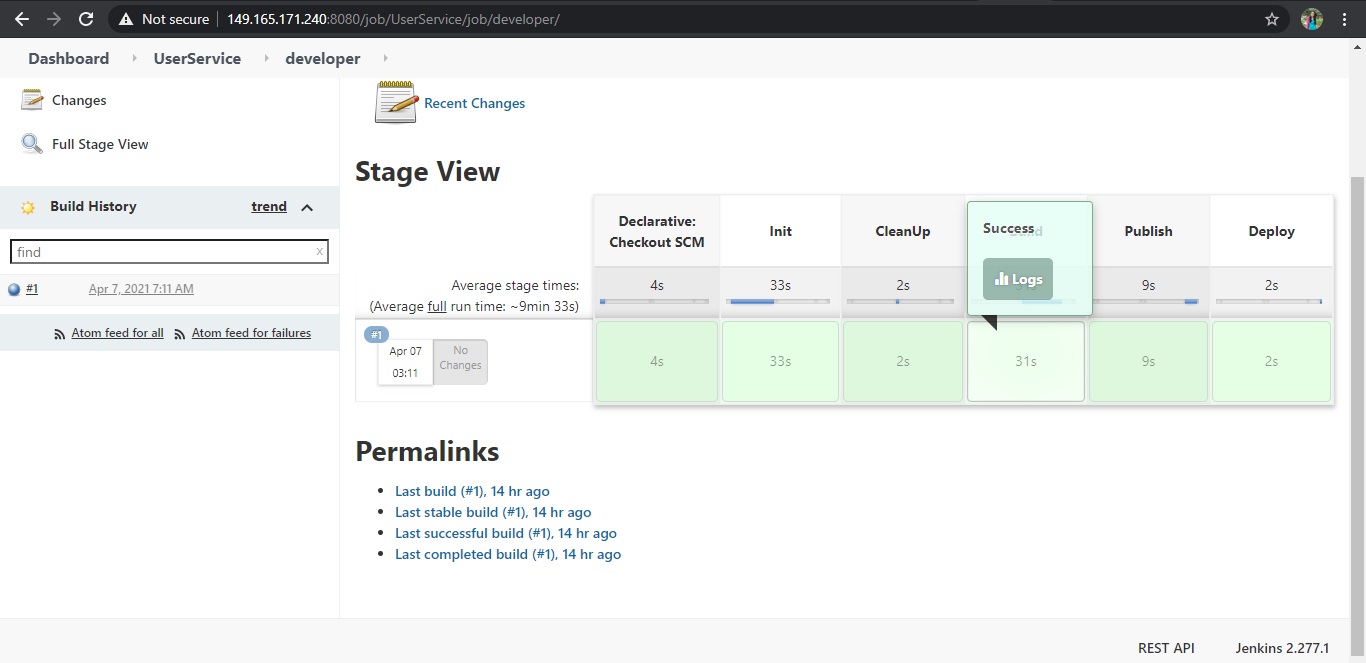 Not secure
149.165.171.240:8080/job/UserService/job/developer/
Dashboard
UserService
developer
Changes
Full Stage View
Build History
trend
find
x
#1
Apr 7, 2021 7:11 AM
Atom feed for all
Atom feed for failures
Recent Changes
Stage View
Declarative:
Checkout SCM
Init
CleanUp
Success
Logs
Publish
Deploy
Average stage times:
(Average full run time: ~9min 33s)
4s
33s
2s
9s
2s
#1
Apr 07
03:11
No
Changes
4s
33s
2s
31s
9s
2s
Permalinks
Last build (#1), 14 hr ago
Last stable build (#1), 14 hr ago
Last successful build (#1), 14 hr ago
Last completed build (#1), 14 hr ago
REST API
Jenkins 2.277.1